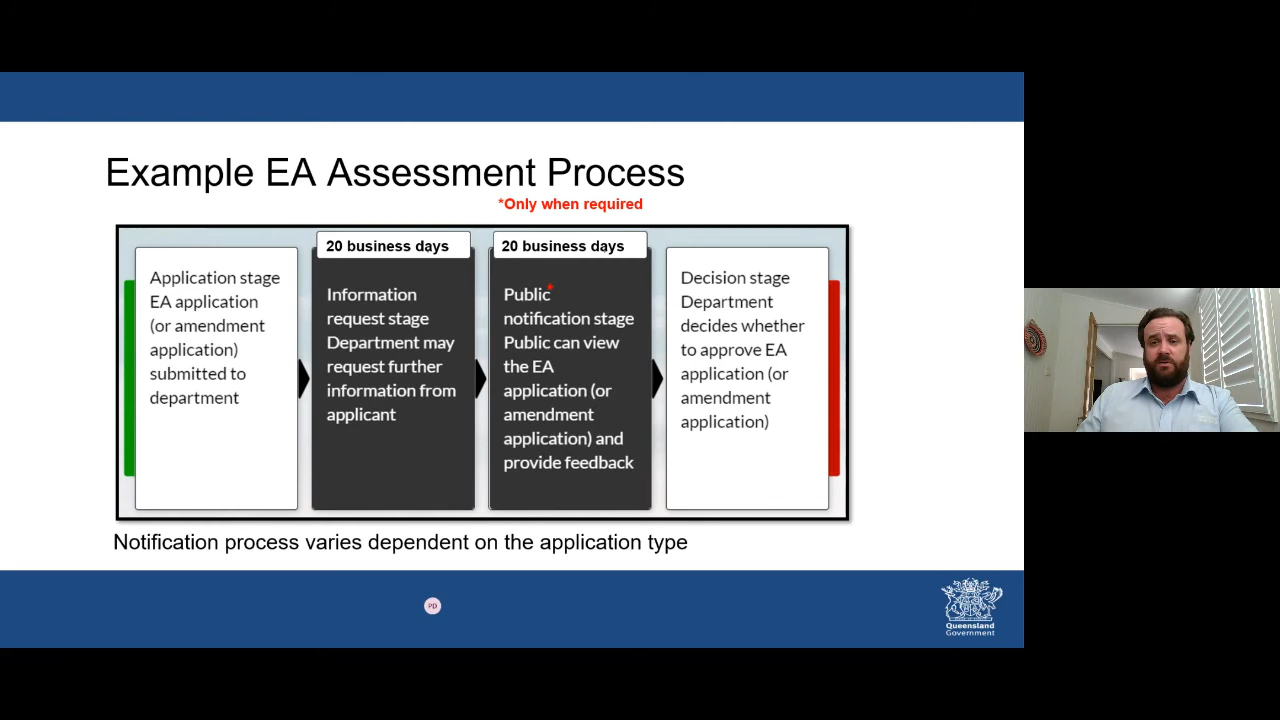 Example EA Assessment Process
*Only when required
20 business days
20 business days
Application stage
EA application
(or amendment
application)
submitted to
department
Information
request stage
Department may
request further
information from
applicant
Public*
notification stage
Public can view
the EA
application (or
amendment
application) and
provide feedback
Decision stage
Department
decides whether
to approve EA
application (or
amendment
application)
Notification process varies dependent on the application type
PD
Queensland
Government